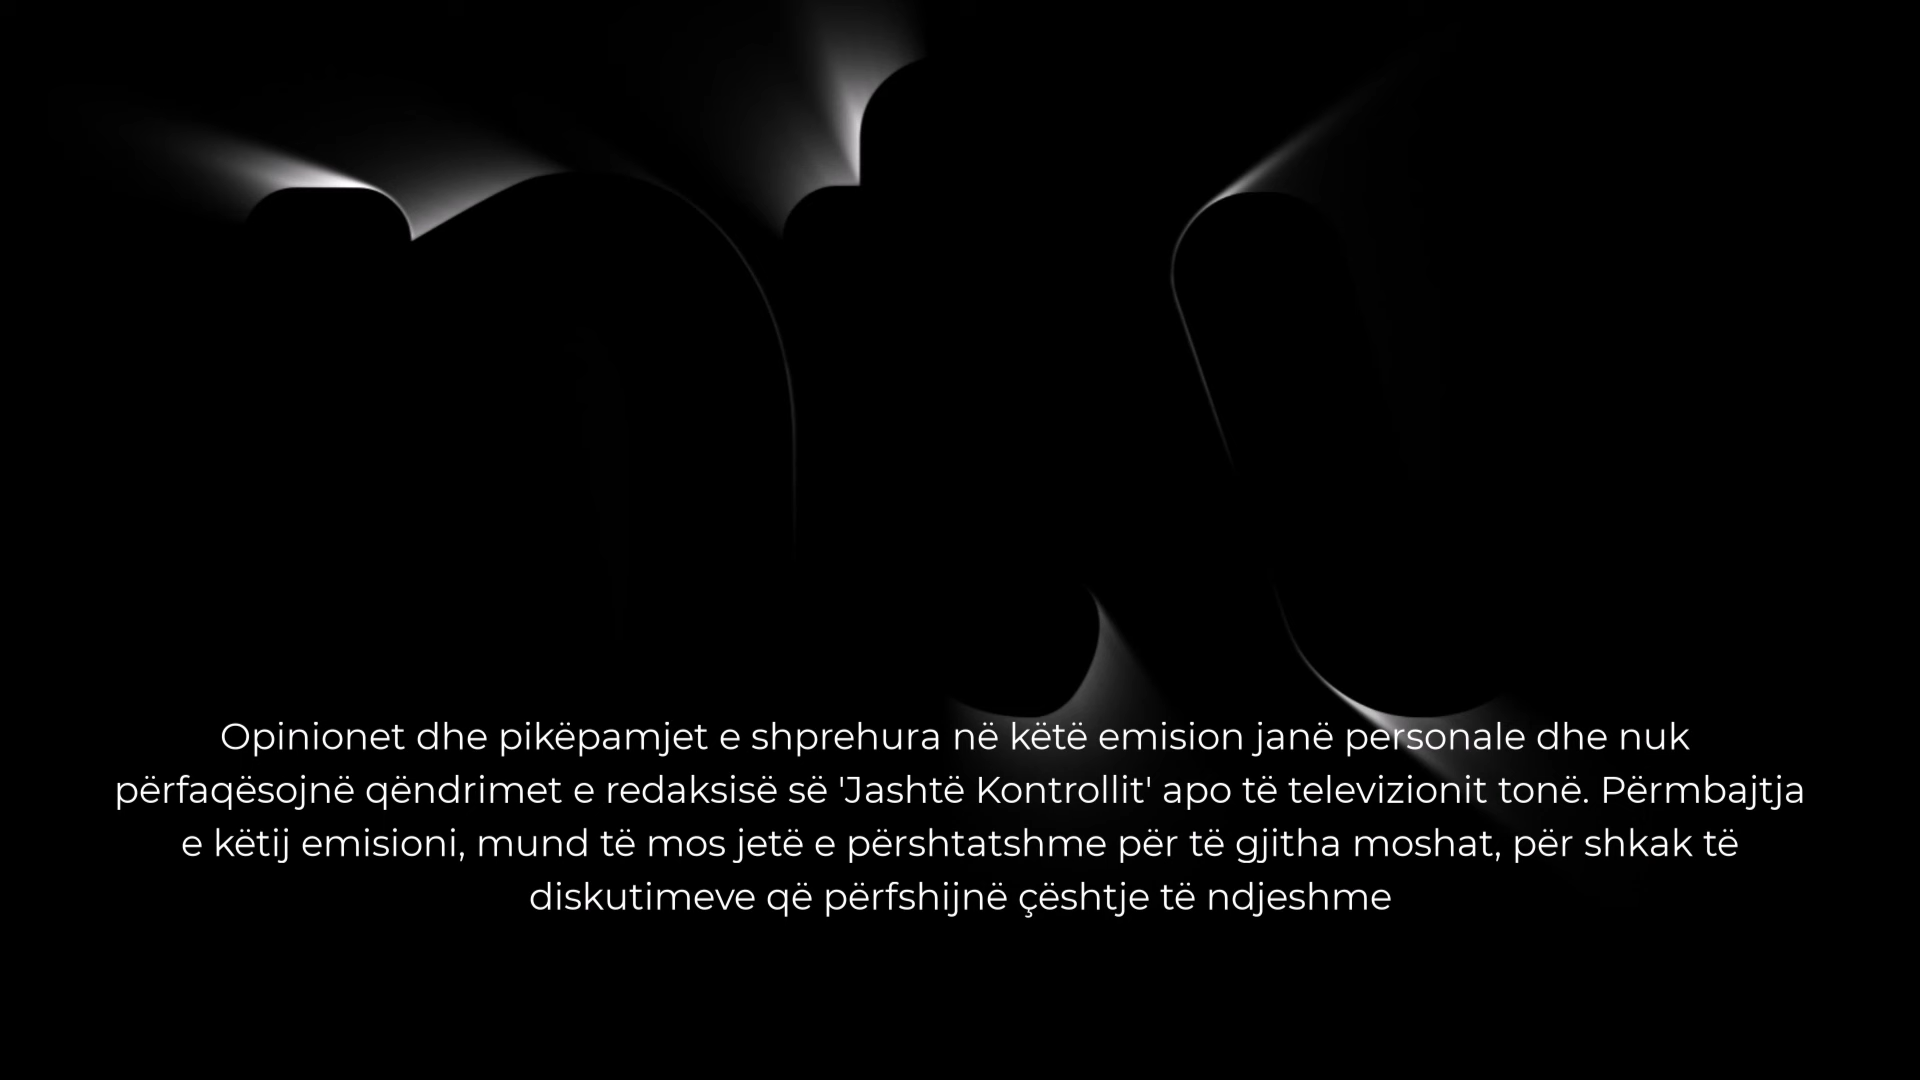 Opinionet dhe pikëpamjet e shprehura në këtë emision janë personale dhe nuk
përfaqësojnë qëndrimet e redaksisë së 'Jashtë Kontrollit' apo të televizionit tonë. Përmbajtja
e këtij emisioni, mund të mos jetë e përshtatshme për të gjitha moshat, për shkak të
diskutimeve që përfshijnë çështje të ndjeshme